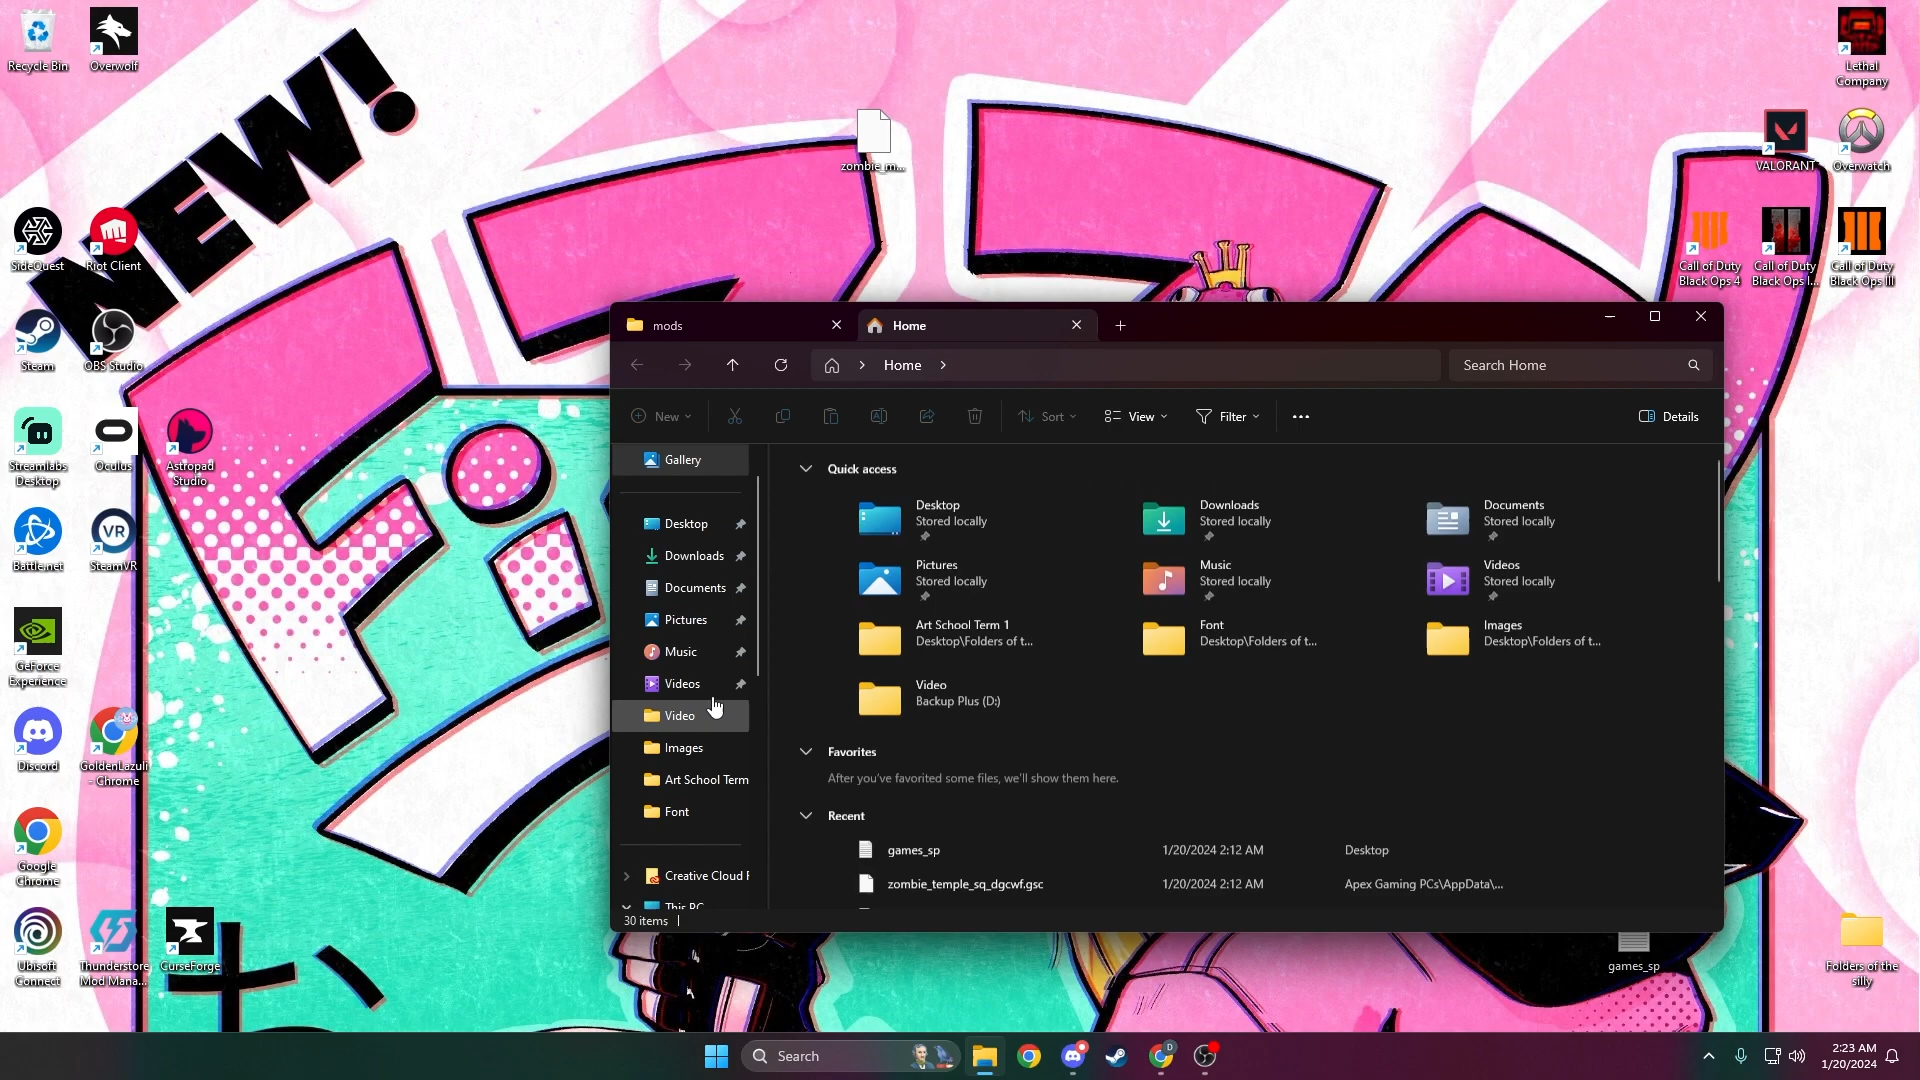 Recycle Bin
Overwolf
NEW!
zombie_m...
Lethal
Company
VALORANT
Overwatch
SideQuest
Riot Client
Call of Duty
Black Ops 4
Call of Duty
Black Ops I...
Call of Duty
Black Ops III
Steam
OBS Studio
Streamlabs
Desktop
Oculus
Astropad
Studio
Battle.net
VR
SteamVR
GeForce
Experience
Discord
GoldenLazuli
- Chrome
Google
Chrome
Ubisoft
Connect
Thunderstore
Mod Mana...
CurseForge
games_sp
Folders of the
silly
mods
Home
Home
Search Home
New
Sort
View
Filter
Details
Gallery
Desktop
Downloads
Documents
Pictures
Music
Videos
Video
Images
Art School Term
Font
Creative Cloud F
This PC
Quick access
Desktop
Stored locally
Downloads
Stored locally
Documents
Stored locally
Pictures
Stored locally
Music
Stored locally
Videos
Stored locally
Art School Term 1
Desktop\Folders of t...
Font
Desktop\Folders of t...
Images
Desktop\Folders of t...
Video
Backup Plus (D:)
Favorites
After you've favorited some files, we'll show them here.
Recent
games_sp 1/20/2024 2:12 AM Desktop
zombie_temple_sq_dgcwf.gsc 1/20/2024 2:12 AM Apex Gaming PCs\AppData\...
30 items
Search
D
2:23 AM
1/20/2024